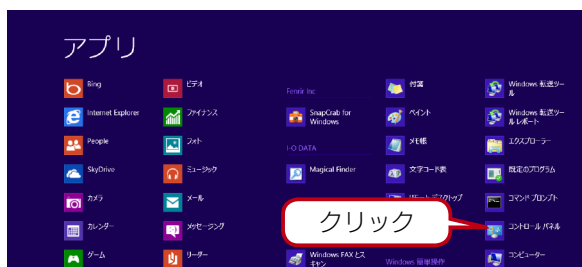 アプリ
Bing
Internet Explorer
People
SkyDrive
カメラ
カレンダー
ゲーム
ビデオ
ファイナンス
フォト
ミュージック
メール
メッセージング
リーダー
Fenrir Inc
SnapCrab for
Windows
I-O DATA
Magical Finder
Windows FAX とス
キャン
付箋
ペイント
メモ帳
文字コード表
Windows 簡単操作
Windows 転送ツー
ル
Windows 転送ツー
ル レポート
エクスプローラー
既定のプログラム
コマンド プロンプト
コントロール パネル
コンピューター
クリック